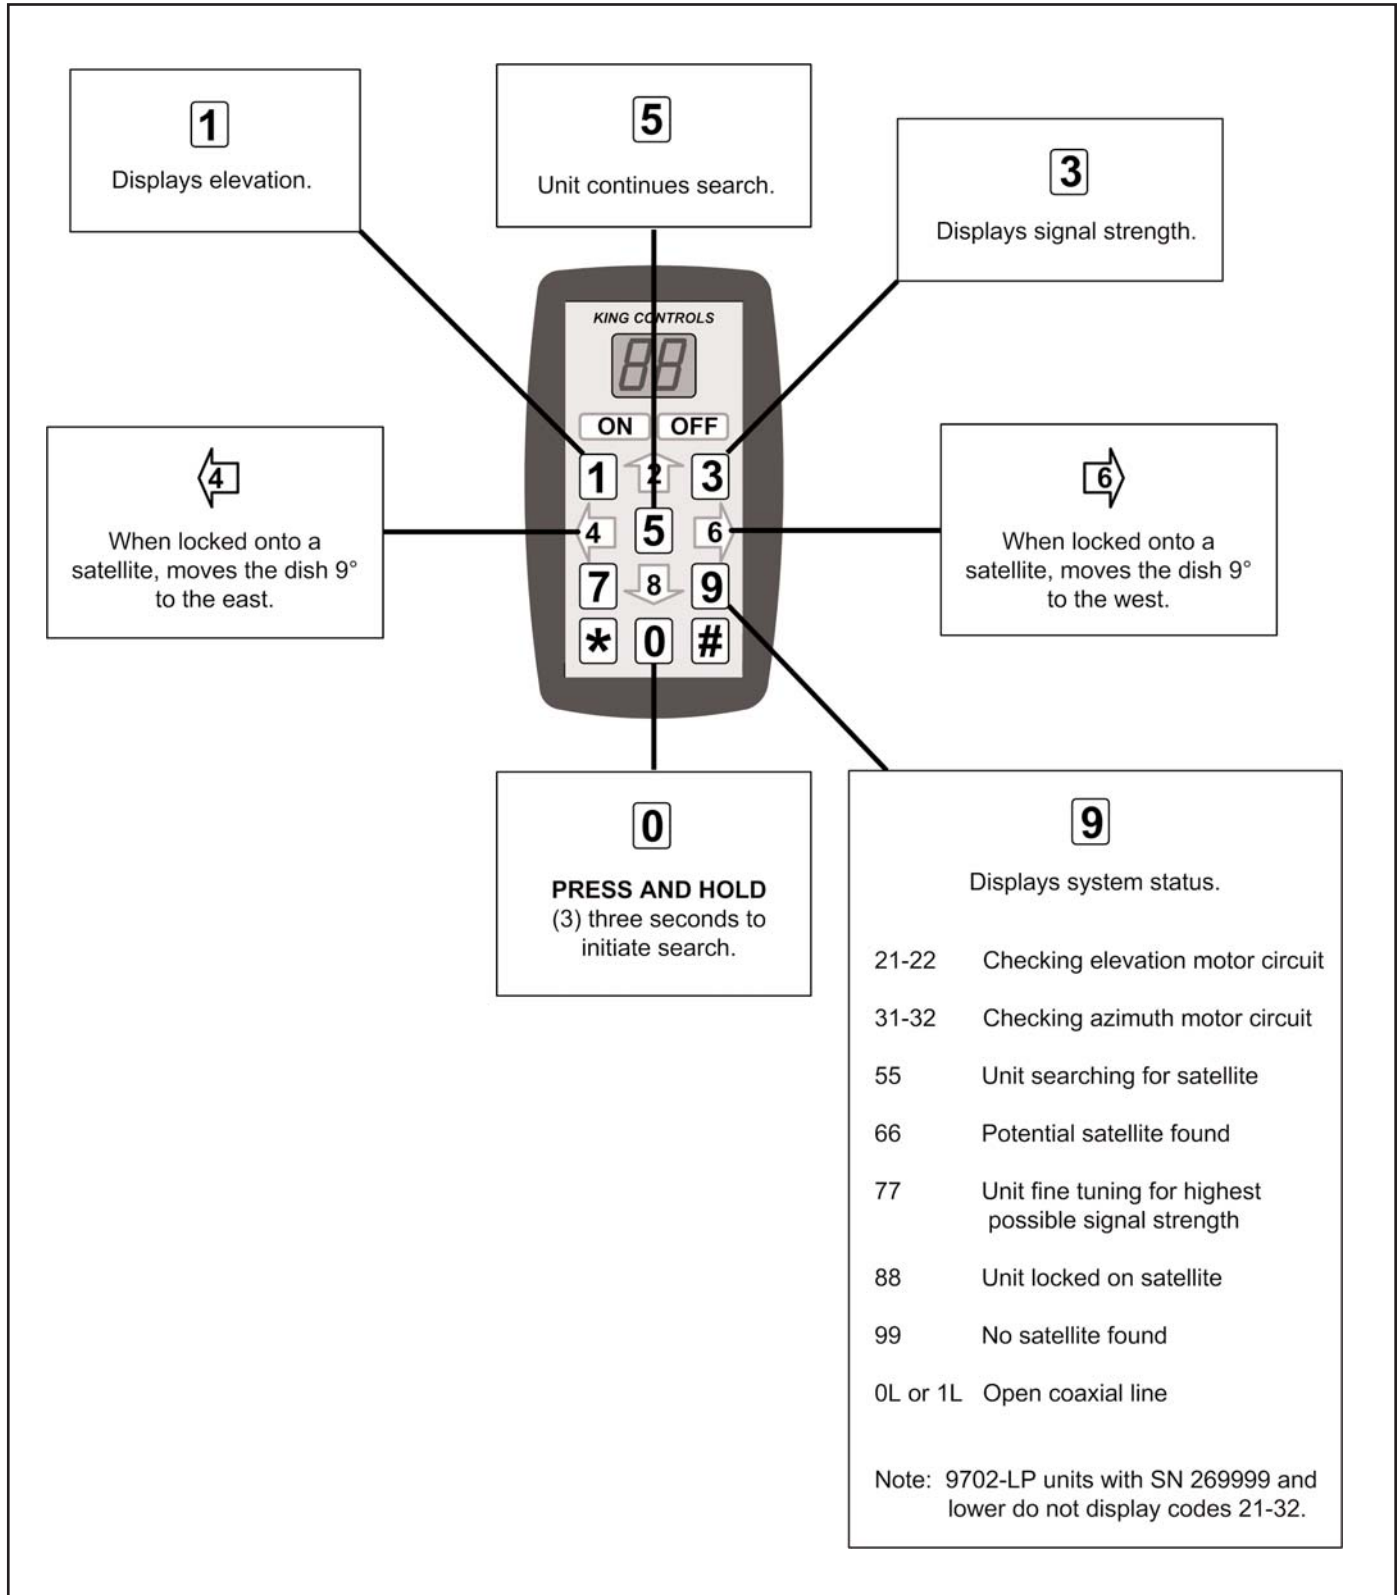 1
Displays elevation.
5
Unit continues search.
3
Displays signal strength.
KING CONTROLS
88
ON OFF
1 2 3
4 5 6
7 8 9
* 0 #
4
When locked onto a
satellite, moves the dish 9°
to the east.
6
When locked onto a
satellite, moves the dish 9°
to the west.
0
PRESS AND HOLD
(3) three seconds to
initiate search.
9
Displays system status.
21-22 Checking elevation motor circuit
31-32 Checking azimuth motor circuit
55 Unit searching for satellite
66 Potential satellite found
77 Unit fine tuning for highest
possible signal strength
88 Unit locked on satellite
99 No satellite found
0L or 1L Open coaxial line
Note: 9702-LP units with SN 269999 and
lower do not display codes 21-32.